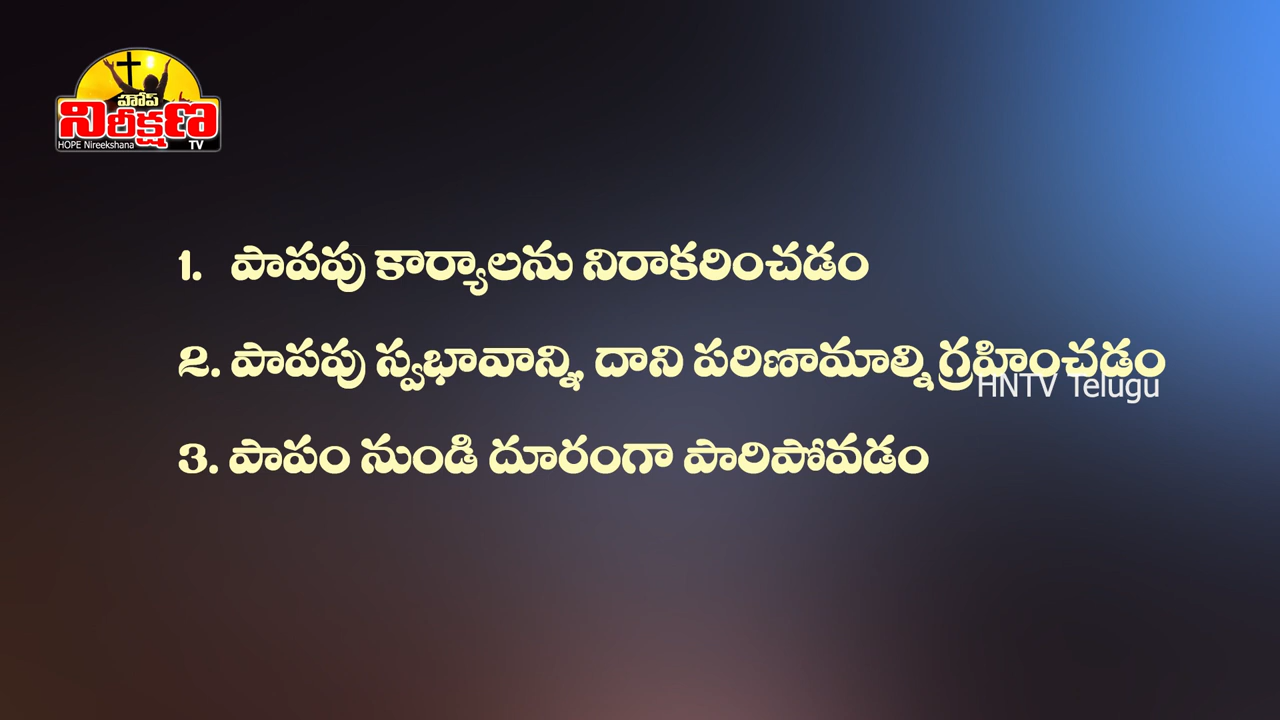 హోప్
నిరీక్షణ
HOPE Nireekshana TV
1. పాపపు కార్యాలను నిరాకరించడం
2. పాపపు స్వభావాన్ని, దాని పరిణామాల్ని గ్రహించడం
HNTV Telugu
3. పాపం నుండి దూరంగా పారిపోవడం